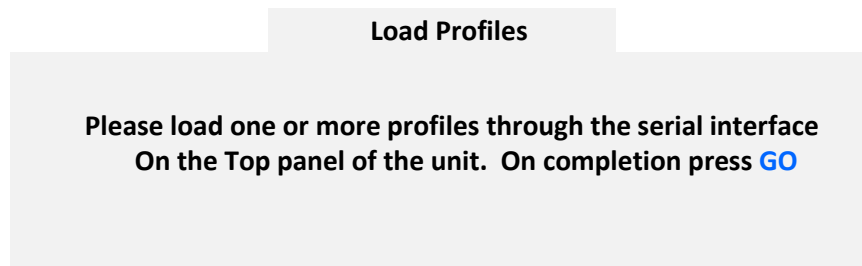 Load Profiles
Please load one or more profiles through the serial interface
On the Top panel of the unit.  On completion press GO